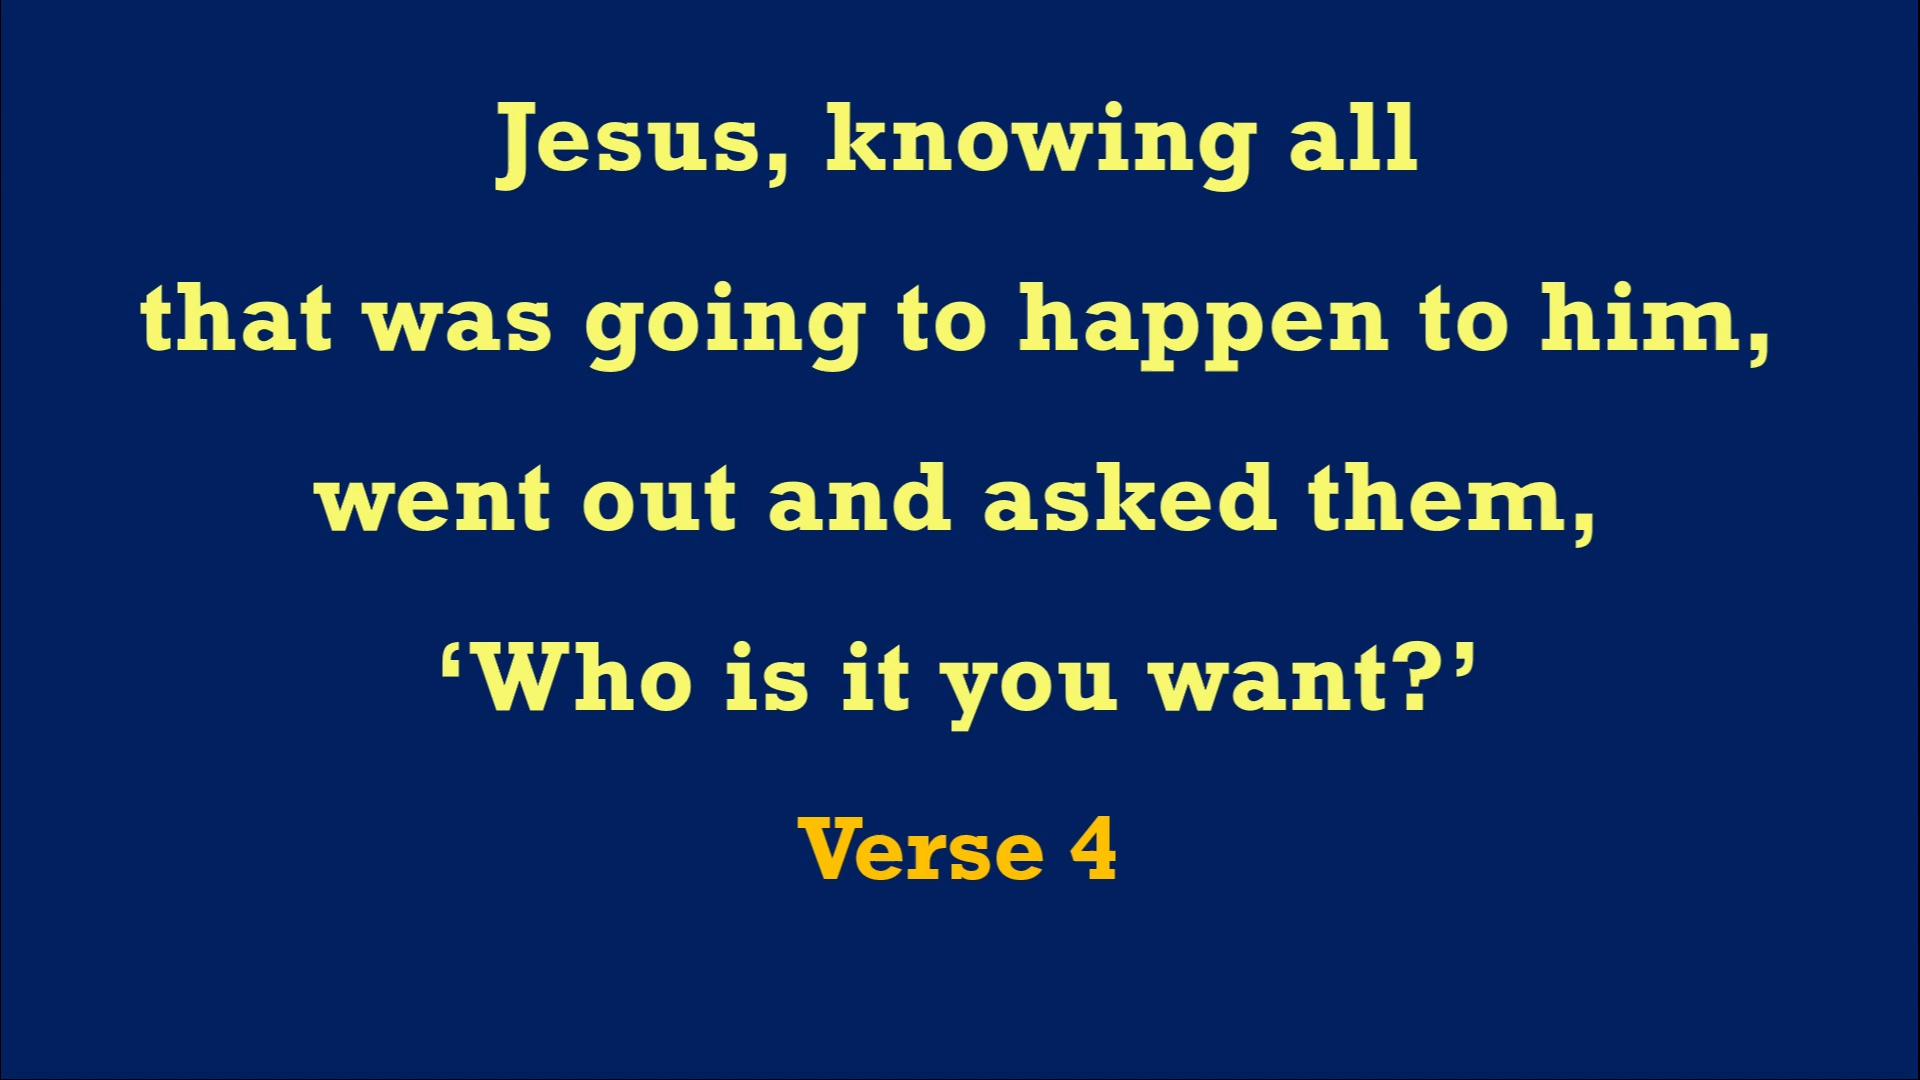 Jesus, knowing all
that was going to happen to him,
went out and asked them,
‘Who is it you want?’
Verse 4